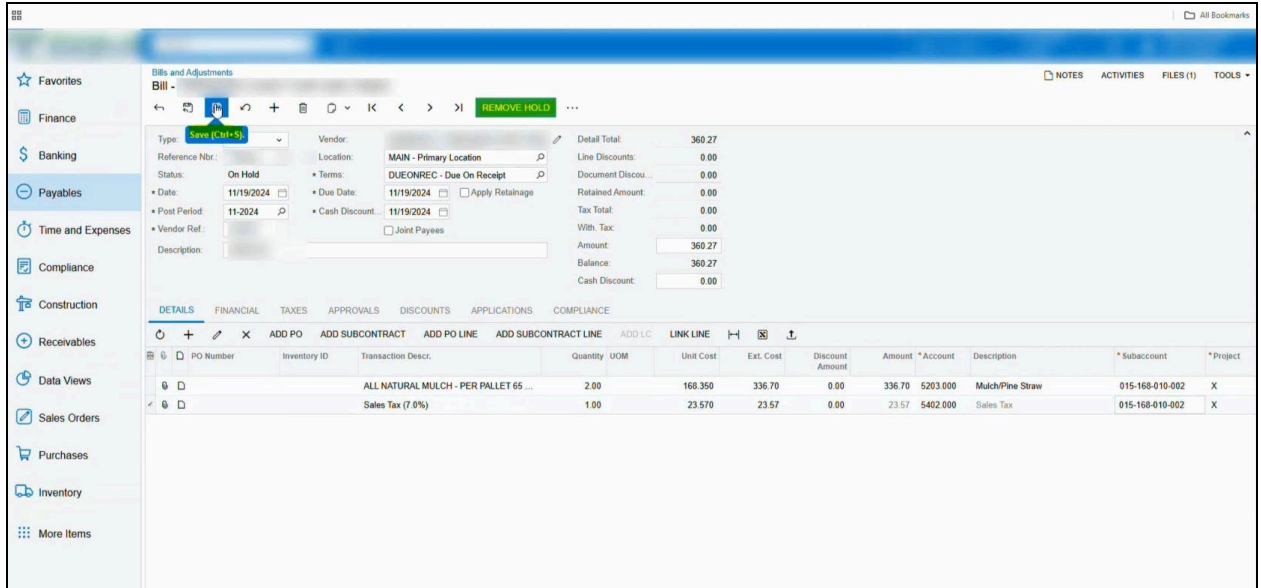 All Bookmarks
Favorites
Finance
Banking
Payables
Time and Expenses
Compliance
Construction
Receivables
Data Views
Sales Orders
Purchases
Inventory
More Items
Bills and Adjustments
Bill -
NOTES ACTIVITIES FILES (1) TOOLS
REMOVE HOLD ...
Save (Ctrl+S).
Type: Vendor: Detail Total: 360.27
Reference Nbr.: Location: MAIN - Primary Location Line Discounts: 0.00
Status: On Hold * Terms: DUEONREC - Due On Receipt Document Discou... 0.00
* Date: 11/19/2024 * Due Date: 11/19/2024 Apply Retainage Retained Amount: 0.00
* Post Period: 11-2024 * Cash Discount... 11/19/2024 Tax Total: 0.00
* Vendor Ref.: Joint Payees With. Tax: 0.00
Description: Amount: 360.27
Balance: 360.27
Cash Discount: 0.00
DETAILS FINANCIAL TAXES APPROVALS DISCOUNTS APPLICATIONS COMPLIANCE
ADD PO ADD SUBCONTRACT ADD PO LINE ADD SUBCONTRACT LINE ADD LC LINK LINE
PO Number Inventory ID Transaction Descr. Quantity UOM Unit Cost Ext. Cost Discount Amount Amount * Account Description * Subaccount * Project
ALL NATURAL MULCH - PER PALLET 65 ... 2.00 168.350 336.70 0.00 336.70 5203.000 Mulch/Pine Straw 015-168-010-002 X
Sales Tax (7.0%) 1.00 23.570 23.57 0.00 23.57 5402.000 Sales Tax 015-168-010-002 X